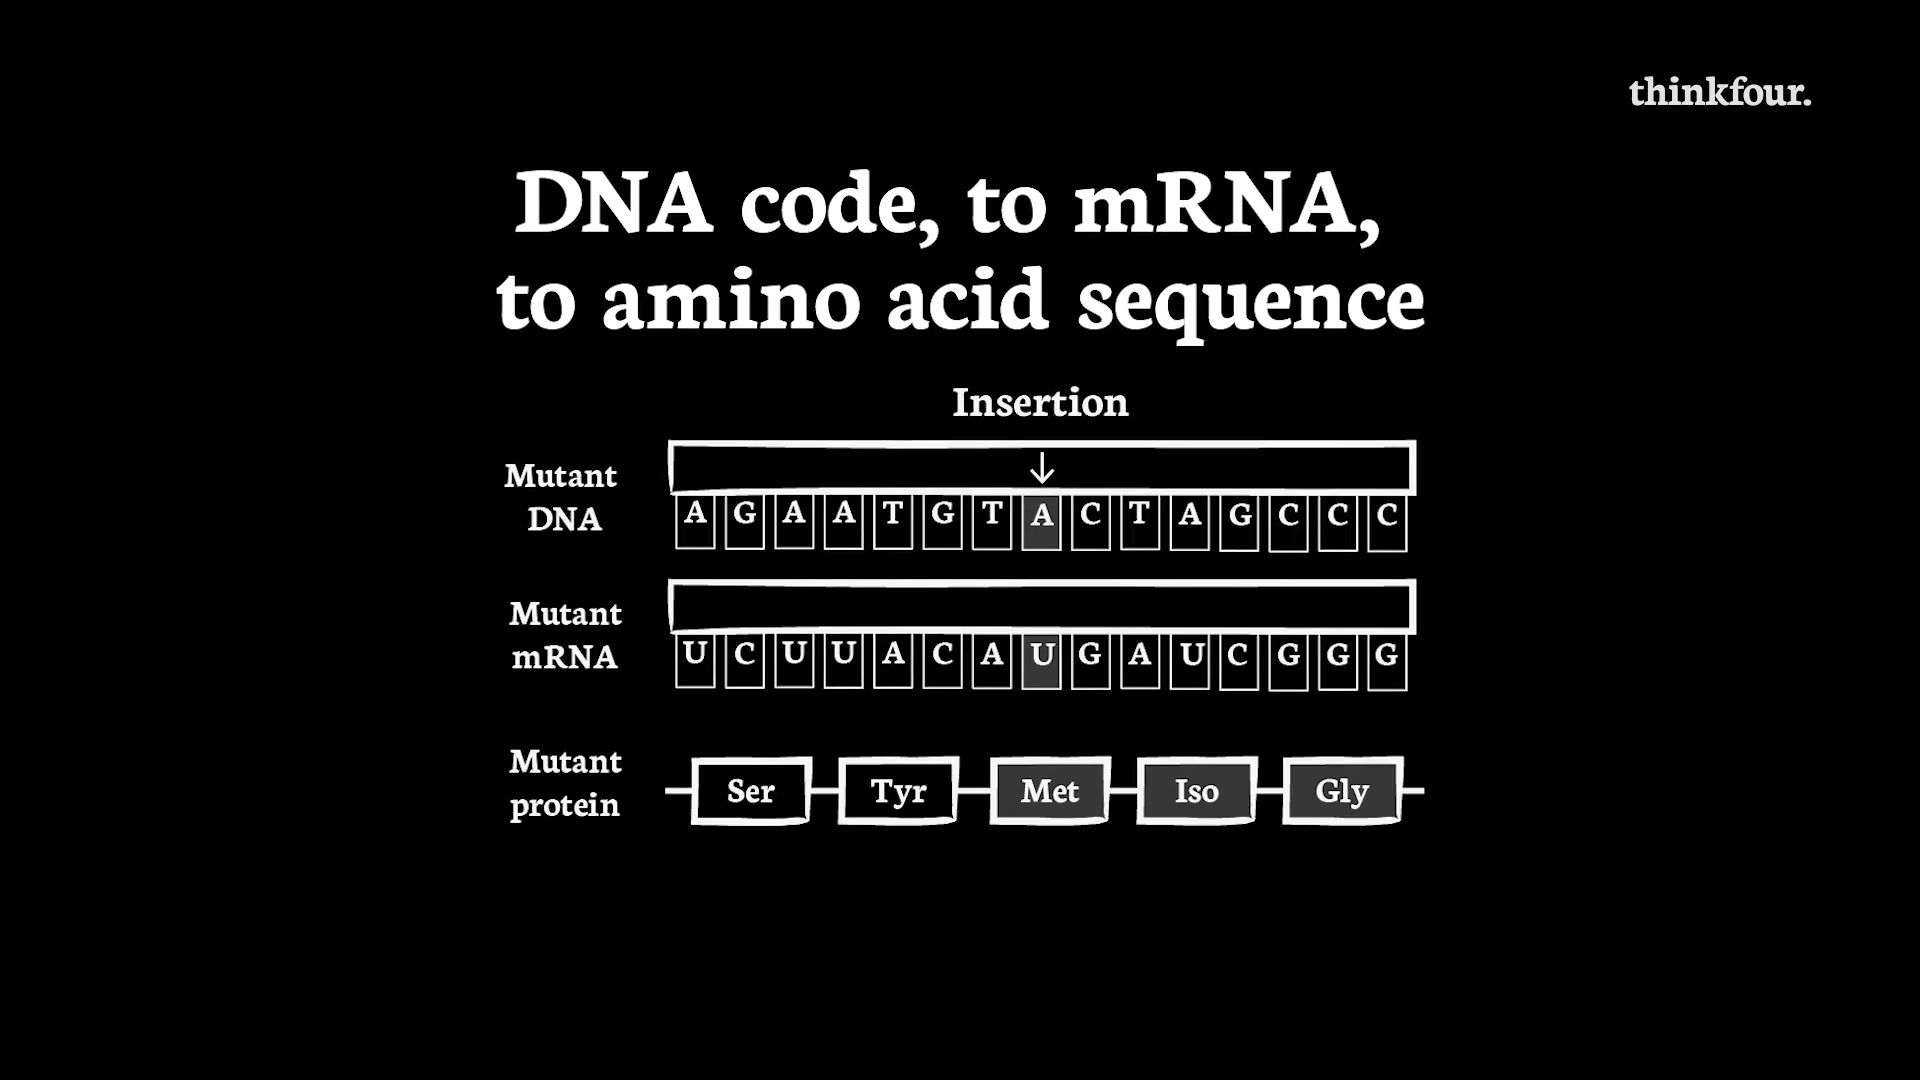 thinkfour.
DNA code, to mRNA,
to amino acid sequence
Insertion
Mutant
DNA
A G A A T G T A C T A G C C C
Mutant
mRNA
U C U U A C A U G A U C G G G
Mutant
protein
Ser Tyr Met Iso Gly